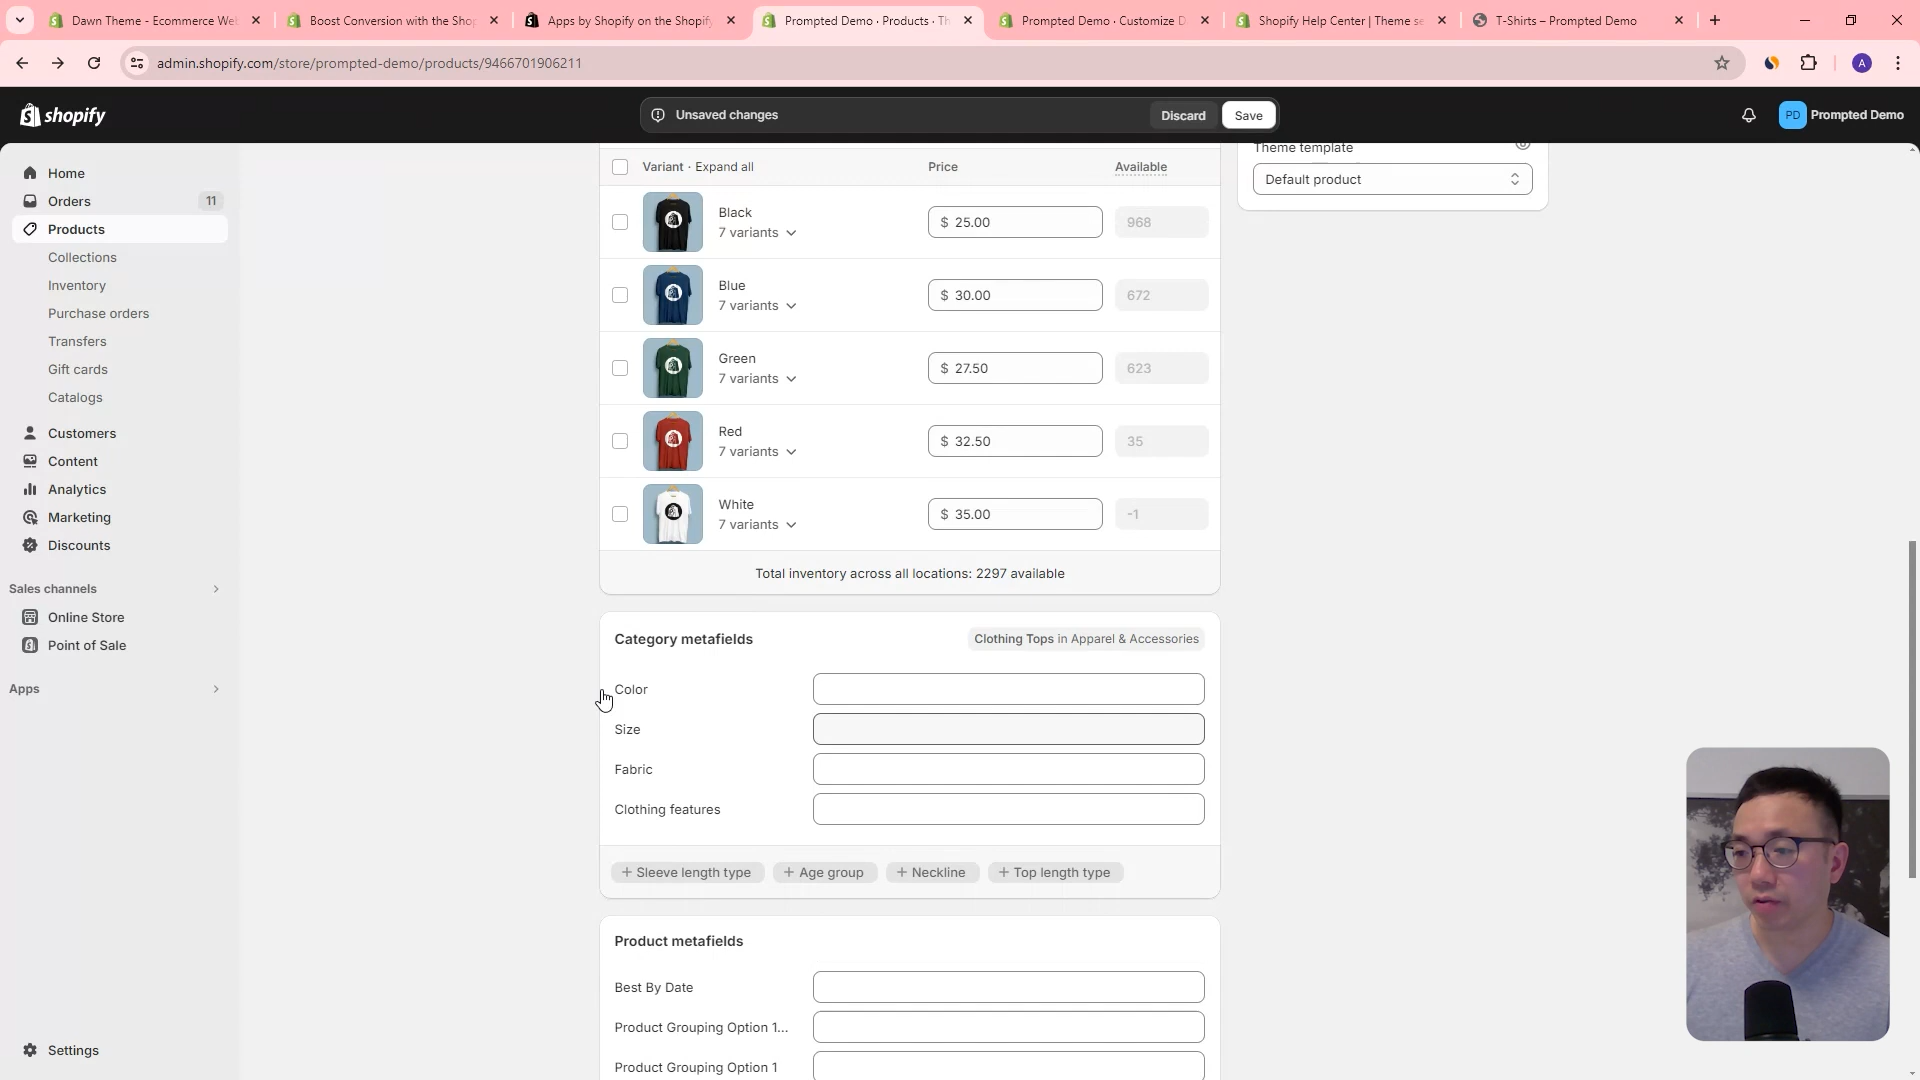 Dawn Theme - Ecommerce We
Boost Conversion with the Shop
Apps by Shopify on the Shopify
Prompted Demo · Products · Th
Prompted Demo · Customize D
Shopify Help Center | Theme se
T-Shirts – Prompted Demo
admin.shopify.com/store/prompted-demo/products/9466701906211
A
shopify
Unsaved changes
Discard
Save
PD
Prompted Demo
Home
Orders
11
Products
Collections
Inventory
Purchase orders
Transfers
Gift cards
Catalogs
Customers
Content
Analytics
Marketing
Discounts
Sales channels
Online Store
Point of Sale
Apps
Settings
Variant · Expand all
Price
Available
Black
7 variants
$ 25.00
968
Blue
7 variants
$ 30.00
672
Green
7 variants
$ 27.50
623
Red
7 variants
$ 32.50
35
White
7 variants
$ 35.00
-1
Total inventory across all locations: 2297 available
Category metafields
Clothing Tops in Apparel & Accessories
Color
Size
Fabric
Clothing features
+ Sleeve length type
+ Age group
+ Neckline
+ Top length type
Product metafields
Best By Date
Product Grouping Option 1...
Product Grouping Option 1
Theme template
Default product